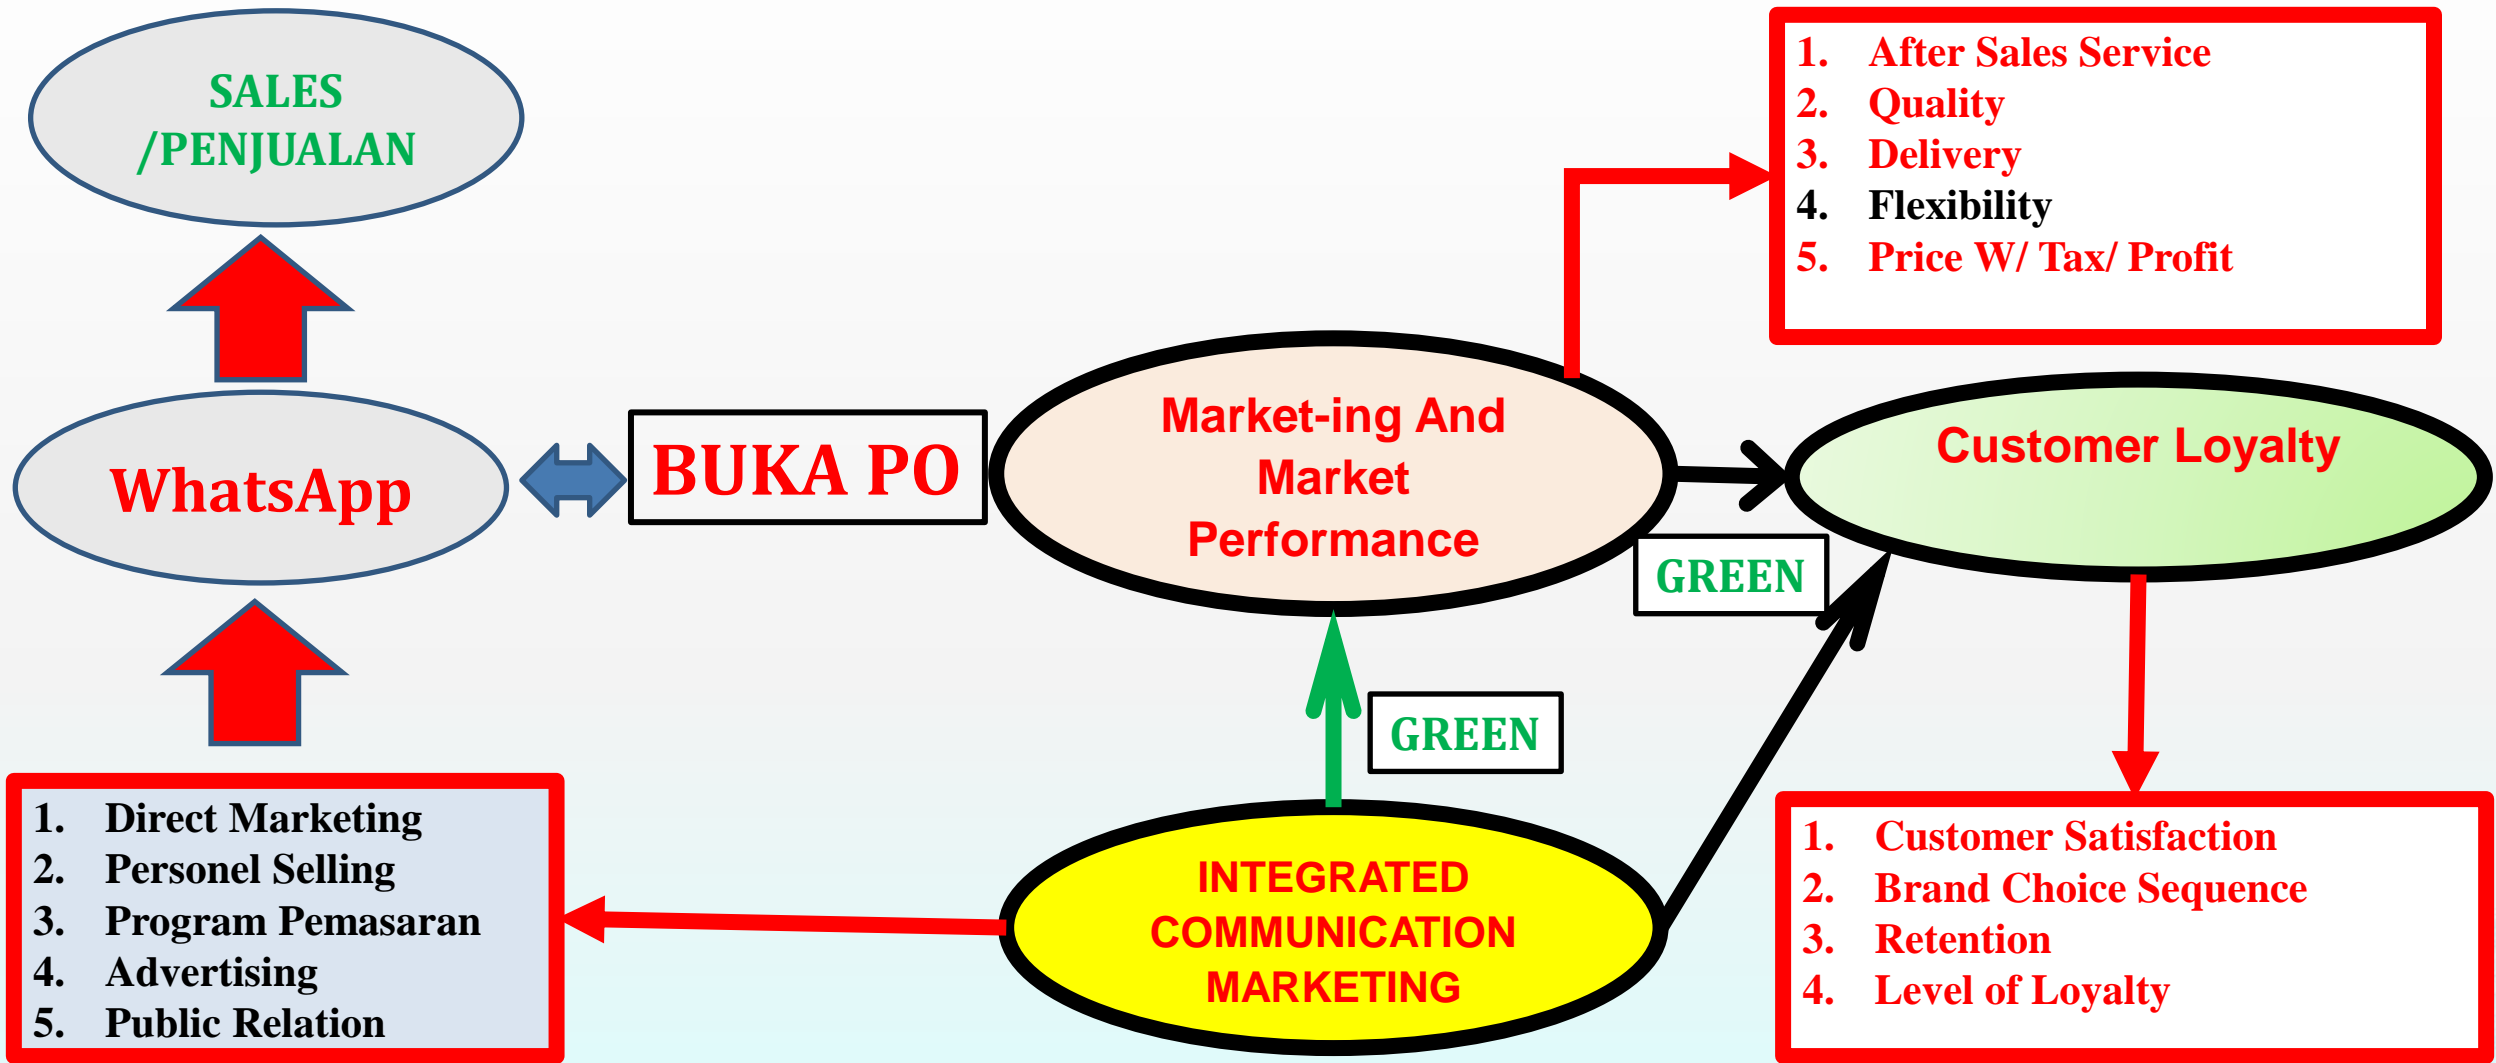 SALES
/PENJUALAN
1. After Sales Service
2. Quality
3. Delivery
4. Flexibility
5. Price W/ Tax/ Profit
WhatsApp
BUKA PO
Market-ing And
Market
Performance
Customer Loyalty
GREEN
GREEN
1. Direct Marketing
2. Personel Selling
3. Program Pemasaran
4. Advertising
5. Public Relation
INTEGRATED
COMMUNICATION
MARKETING
1. Customer Satisfaction
2. Brand Choice Sequence
3. Retention
4. Level of Loyalty